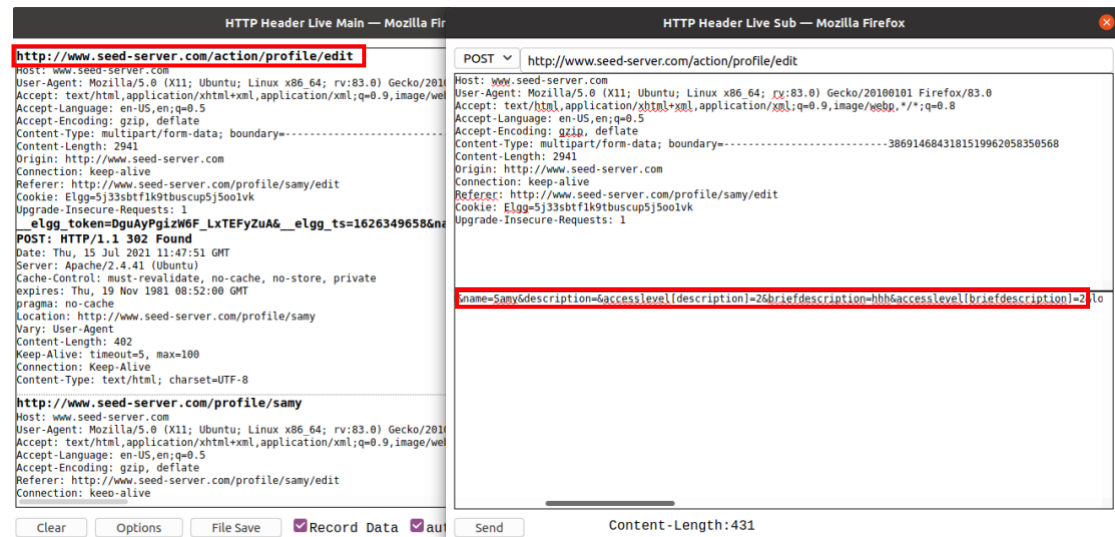 HTTP Header Live Main — Mozilla Fir
http://www.seed-server.com/action/profile/edit
Host: www.seed-server.com
User-Agent: Mozilla/5.0 (X11; Ubuntu; Linux x86_64; rv:83.0) Gecko/2010
Accept: text/html,application/xhtml+xml,application/xml;q=0.9,image/we
Accept-Language: en-US,en;q=0.5
Accept-Encoding: gzip, deflate
Content-Type: multipart/form-data; boundary=---------------------------
Content-Length: 2941
Origin: http://www.seed-server.com
Connection: keep-alive
Referer: http://www.seed-server.com/profile/samy/edit
Cookie: Elgg=5j33sbtf1k9tbuscup5j5oo1vk
Upgrade-Insecure-Requests: 1
__elgg_token=DguAyPgizW6F_LxTEFyZuA&__elgg_ts=1626349658&na
POST: HTTP/1.1 302 Found
Date: Thu, 15 Jul 2021 11:47:51 GMT
Server: Apache/2.4.41 (Ubuntu)
Cache-Control: must-revalidate, no-cache, no-store, private
expires: Thu, 19 Nov 1981 08:52:00 GMT
pragma: no-cache
Location: http://www.seed-server.com/profile/samy
Vary: User-Agent
Content-Length: 402
Keep-Alive: timeout=5, max=100
Connection: Keep-Alive
Content-Type: text/html; charset=UTF-8
http://www.seed-server.com/profile/samy
Host: www.seed-server.com
User-Agent: Mozilla/5.0 (X11; Ubuntu; Linux x86_64; rv:83.0) Gecko/2010
Accept: text/html,application/xhtml+xml,application/xml;q=0.9,image/we
Accept-Language: en-US,en;q=0.5
Accept-Encoding: gzip, deflate
Referer: http://www.seed-server.com/profile/samy/edit
Connection: keep-alive
Clear Options File Save Record Data aut
HTTP Header Live Sub — Mozilla Firefox
POST http://www.seed-server.com/action/profile/edit
Host: www.seed-server.com
User-Agent: Mozilla/5.0 (X11; Ubuntu; Linux x86_64; rv:83.0) Gecko/20100101 Firefox/83.0
Accept: text/html,application/xhtml+xml,application/xml;q=0.9,image/webp,*/*;q=0.8
Accept-Language: en-US,en;q=0.5
Accept-Encoding: gzip, deflate
Content-Type: multipart/form-data; boundary=---------------------------3869146843181519962058350568
Content-Length: 2941
Origin: http://www.seed-server.com
Connection: keep-alive
Referer: http://www.seed-server.com/profile/samy/edit
Cookie: Elgg=5j33sbtf1k9tbuscup5j5oo1vk
Upgrade-Insecure-Requests: 1
&name=Samy&description=&accesslevel[description]=2&briefdescription=hhh&accesslevel[briefdescription]=2&lo
Send Content-Length:431